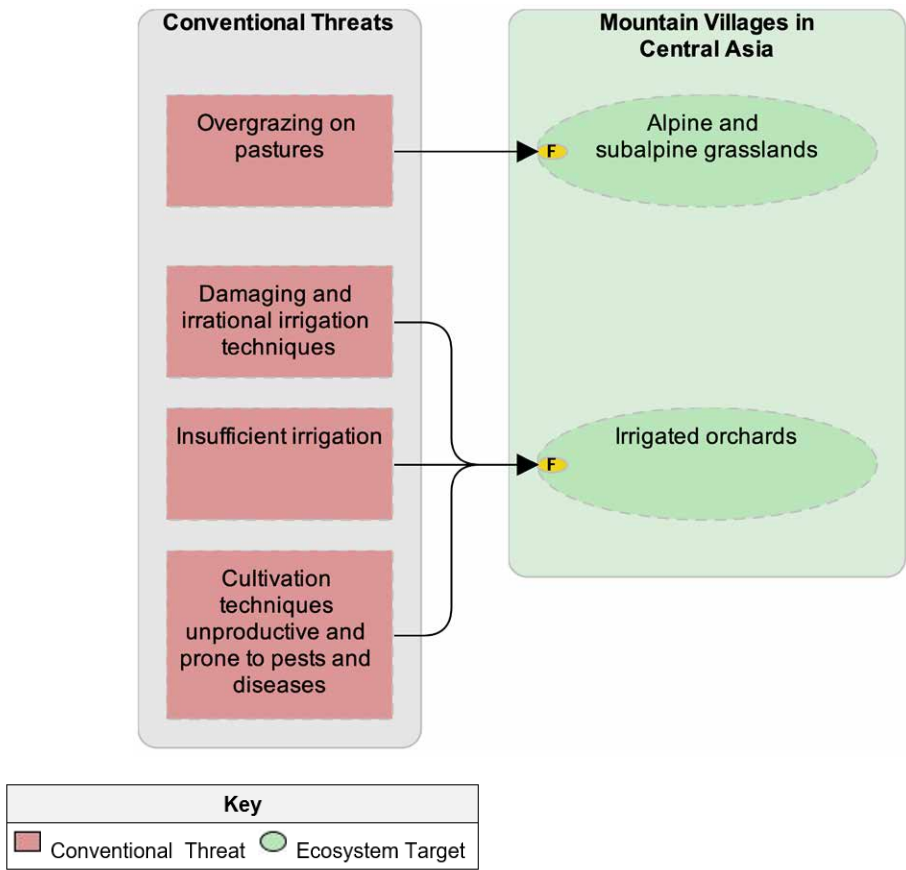 Conventional Threats
Mountain Villages in
Central Asia
Overgrazing on
pastures
F
Alpine and
subalpine grasslands
Damaging and
irrational irrigation
techniques
Insufficient irrigation
F
Irrigated orchards
Cultivation
techniques
unproductive and
prone to pests and
diseases
Key
Conventional Threat
Ecosystem Target